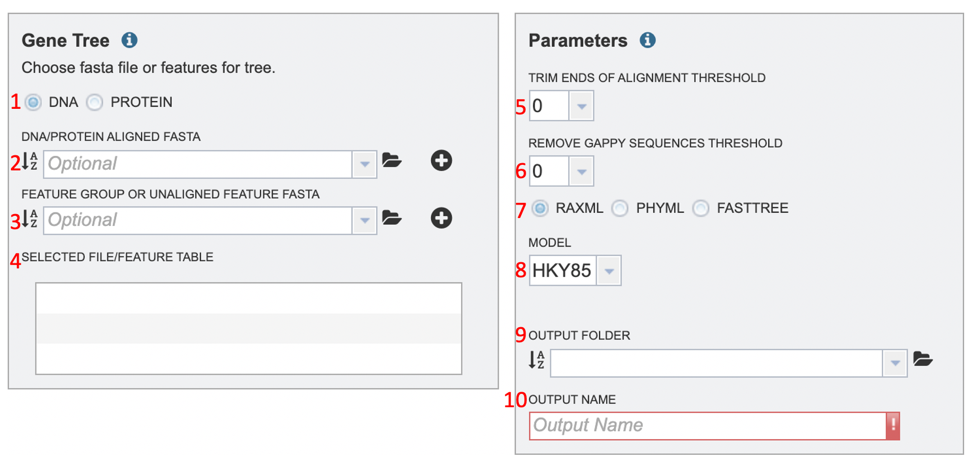 Gene Tree i
Choose fasta file or features for tree.
1 DNA PROTEIN
DNA/PROTEIN ALIGNED FASTA
2 A Z Optional
FEATURE GROUP OR UNALIGNED FEATURE FASTA
3 A Z Optional
4 SELECTED FILE/FEATURE TABLE
Parameters i
TRIM ENDS OF ALIGNMENT THRESHOLD
5 0
REMOVE GAPPY SEQUENCES THRESHOLD
6 0
7 RAXML PHYML FASTTREE
MODEL
8 HKY85
9 OUTPUT FOLDER
A Z
10 OUTPUT NAME
Output Name !